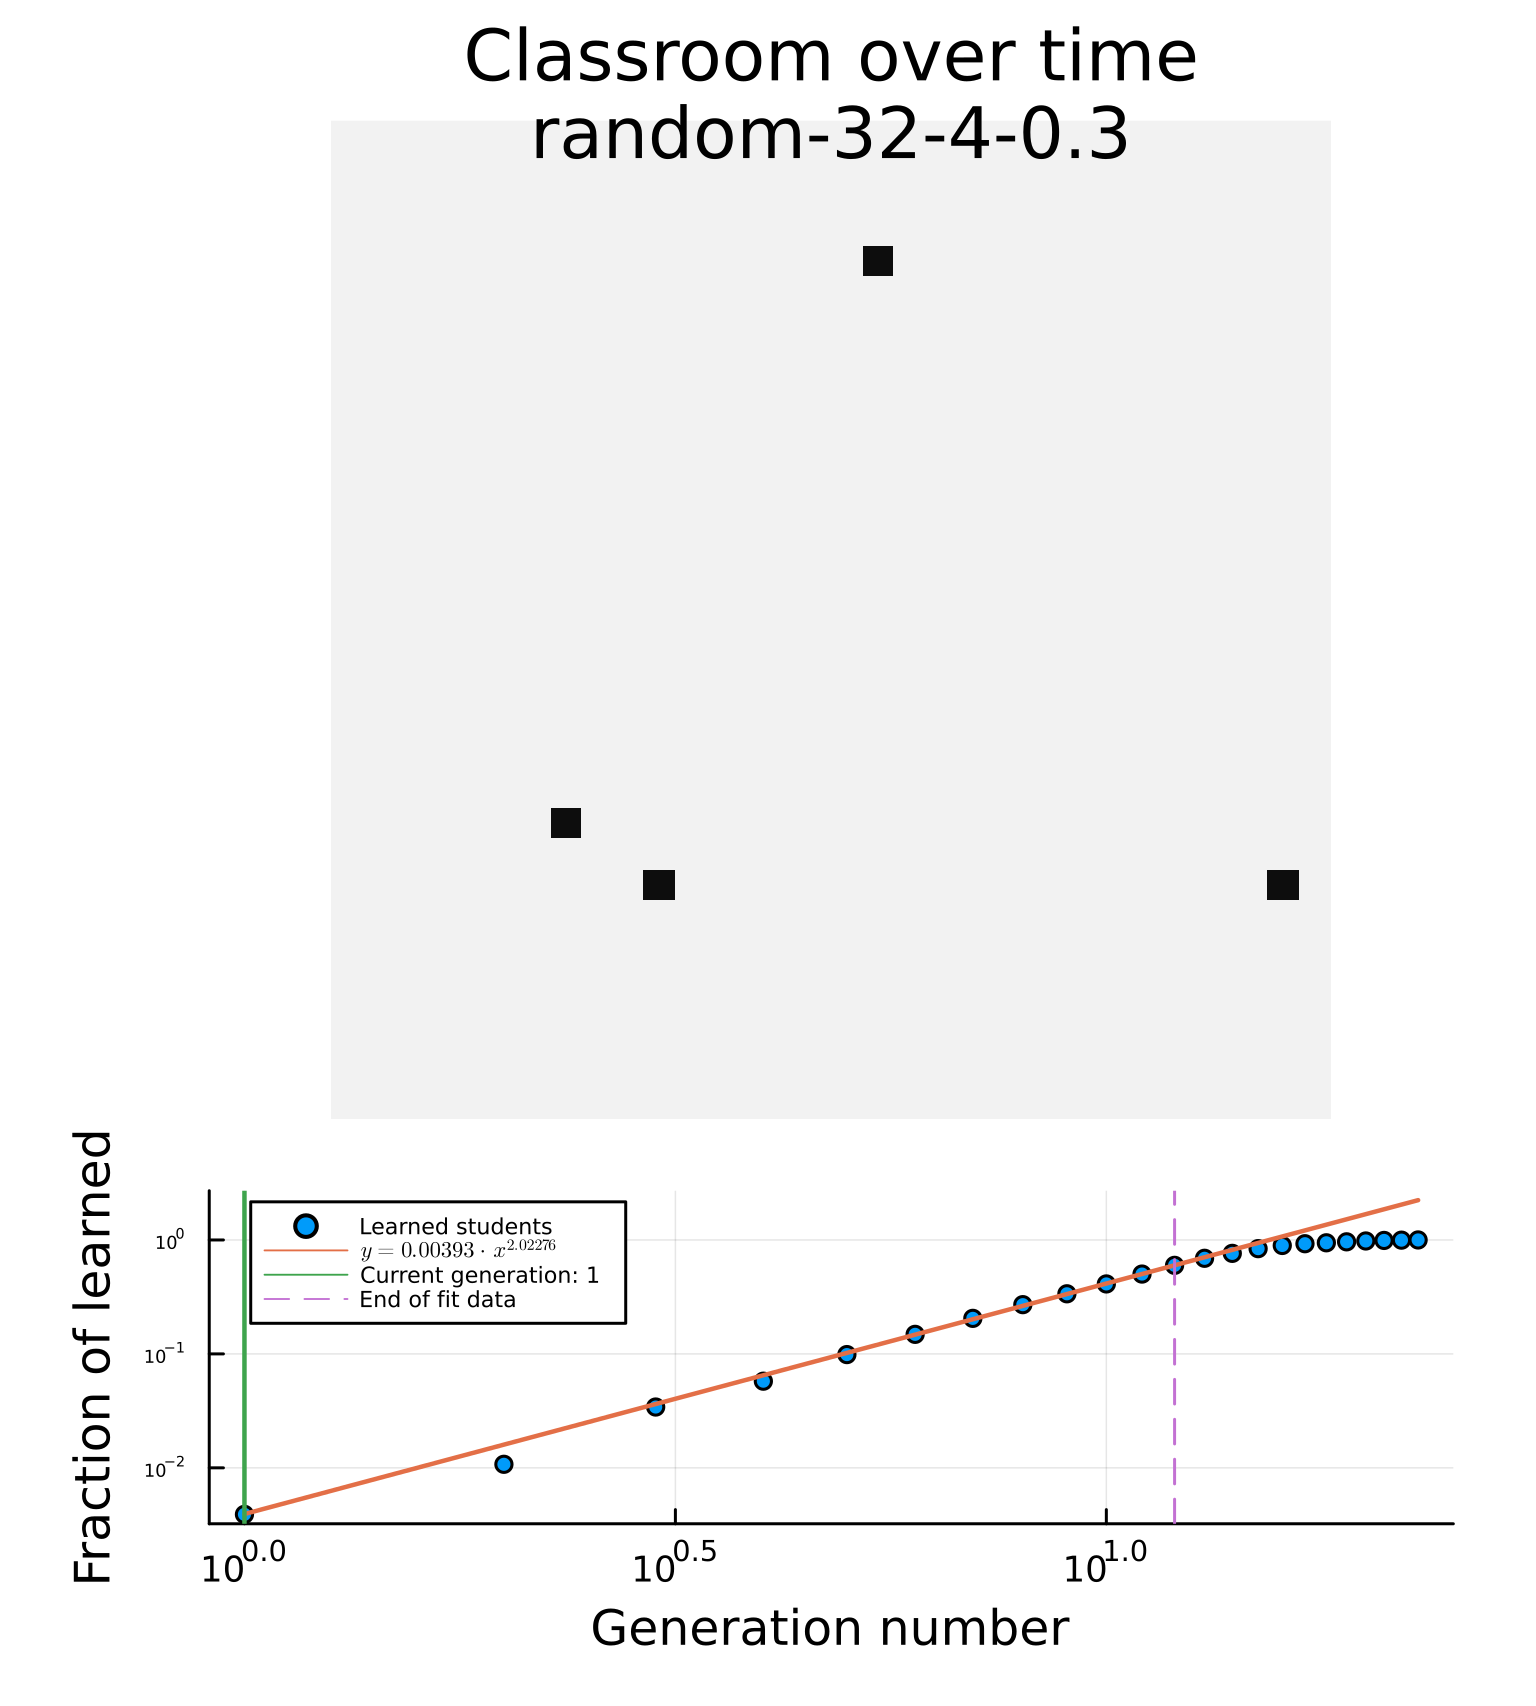 Classroom over time
random-32-4-0.3
Fraction of learned
10⁰
10⁻¹
10⁻²
Learned students
y = 0.00393 · x^{2.02276}
Current generation: 1
End of fit data
10^{0.0} 10^{0.5} 10^{1.0}
Generation number